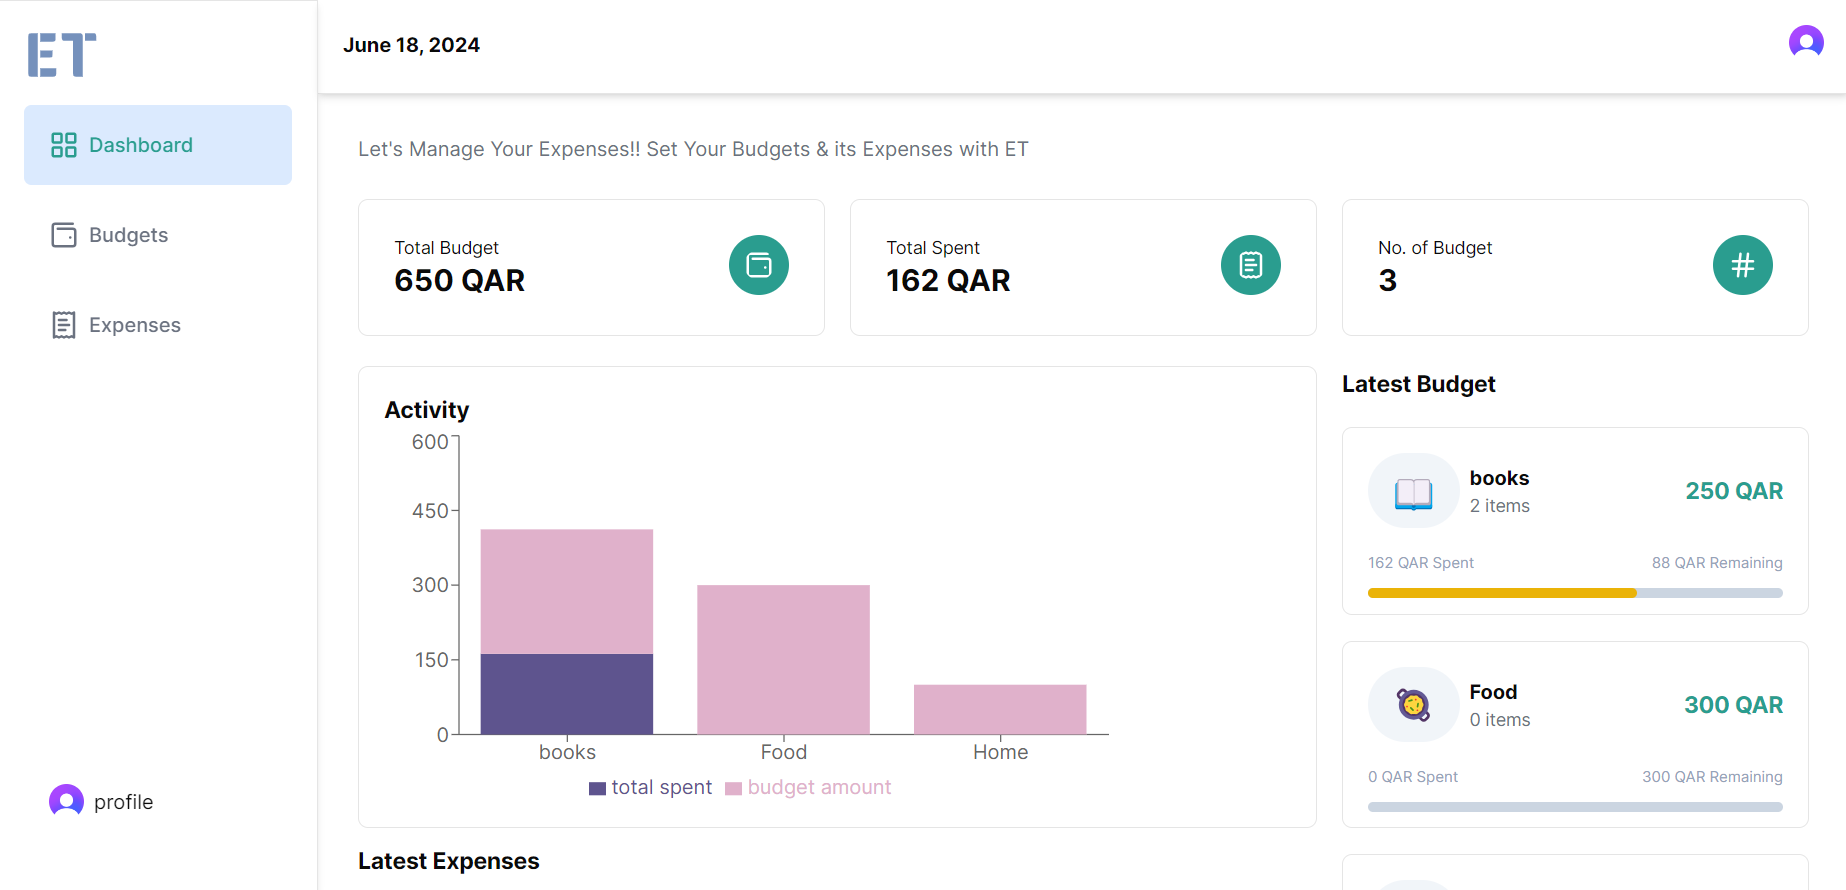 ET
June 18, 2024
Dashboard
Budgets
Expenses
profile
Let's Manage Your Expenses!! Set Your Budgets & its Expenses with ET
Total Budget
650 QAR
Total Spent
162 QAR
No. of Budget
3
#
Activity
600
450
300
150
0
books
Food
Home
total spent
budget amount
Latest Budget
books
2 items
250 QAR
162 QAR Spent
88 QAR Remaining
Food
0 items
300 QAR
0 QAR Spent
300 QAR Remaining
Latest Expenses